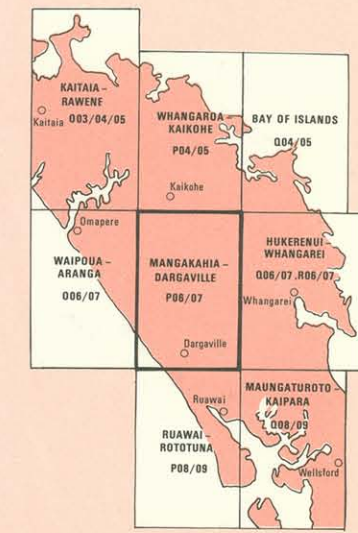 KAITAIA –
RAWENE
O03/04/05
Kaitaia
WHANGAROA –
KAIKOHE
P04/05
Kaikohe
BAY OF ISLANDS
Q04/05
Omapere
WAIPOUA –
ARANGA
O06/07
MANGAKAHIA –
DARGAVILLE
P06/07
Dargaville
HUKERENUI –
WHANGAREI
Q06/07 ,R06/07
Whangarei
Ruawai
RUAWAI –
ROTOTUNA
P08/09
MAUNGATUROTO –
KAIPARA
Q08/09
Wellsford